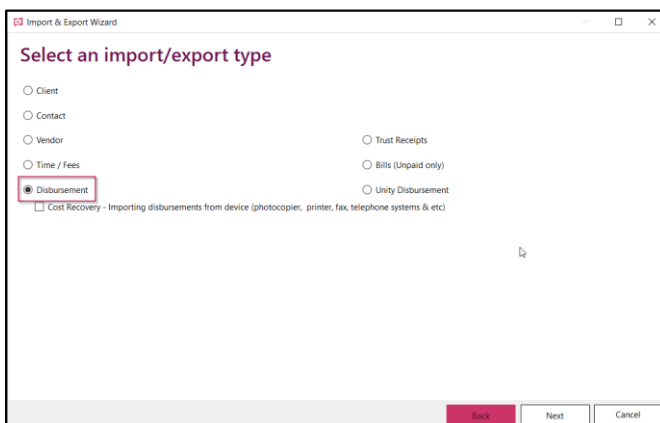 Import & Export Wizard
Select an import/export type
Client
Contact
Vendor
Trust Receipts
Time / Fees
Bills (Unpaid only)
Disbursement
Unity Disbursement
Cost Recovery - Importing disbursements from device (photocopier, printer, fax, telephone systems & etc)
Back
Next
Cancel